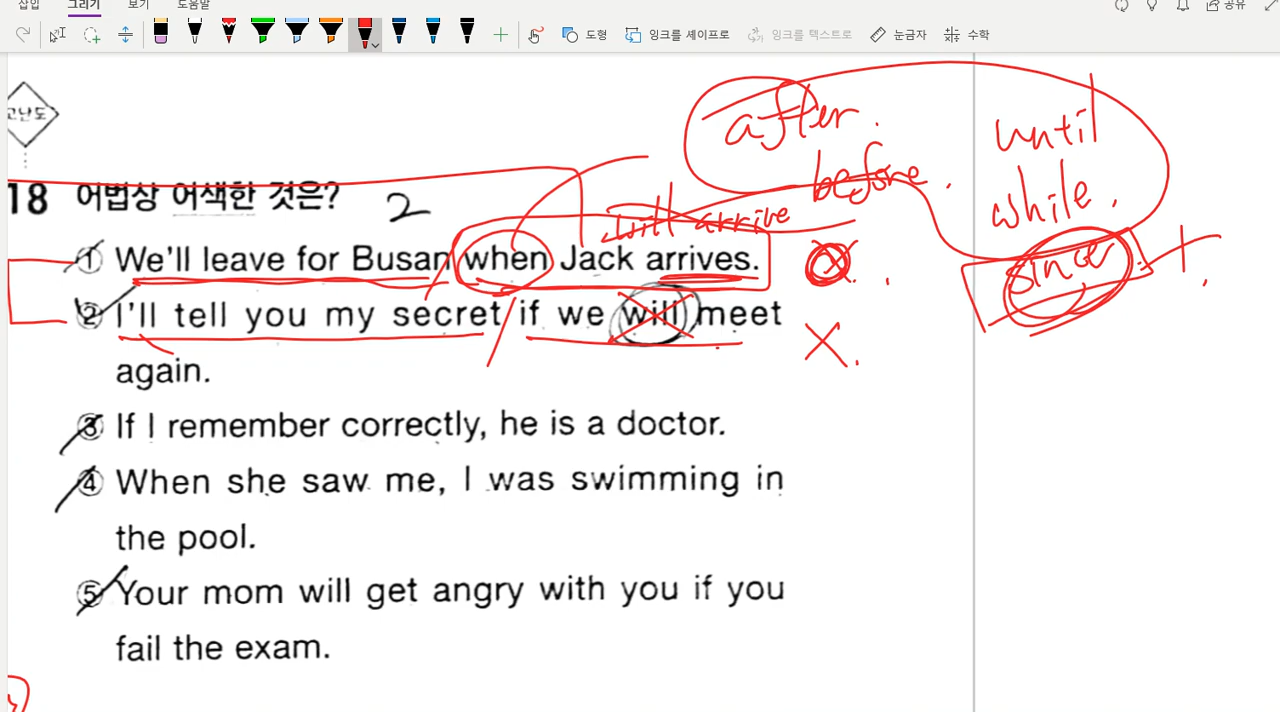 삽입 그리기 보기 도움말
공유
도형 잉크를 셰이프로 잉크를 텍스트로 눈금자 수학
고난도
after.
until
before.
while.
since
18 어법상 어색한 것은? 2
will arrive
① We'll leave for Busan when Jack arrives.
② I'll tell you my secret if we will meet
again.
③ If I remember correctly, he is a doctor.
④ When she saw me, I was swimming in
the pool.
⑤ Your mom will get angry with you if you
fail the exam.